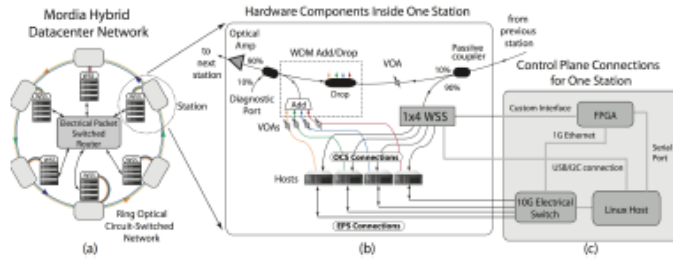 Mordia Hybrid
Datacenter Network
Station
Electrical Packet
Switched
Router
Ring Optical
Circuit-Switched
Network
(a)
Hardware Components Inside One Station
Optical
Amp
to
next
station
90%
10%
Diagnostic
Port
WDM Add/Drop
Drop
Add
VOAs
VOA
Passive
coupler
10%
90%
from
previous
station
1x4 WSS
OCS Connections
Hosts
EPS Connections
(b)
Control Plane Connections
for One Station
Custom Interface
FPGA
1G Ethernet
Serial
Port
USB/I2C connection
10G Electrical
Switch
Linux Host
(c)